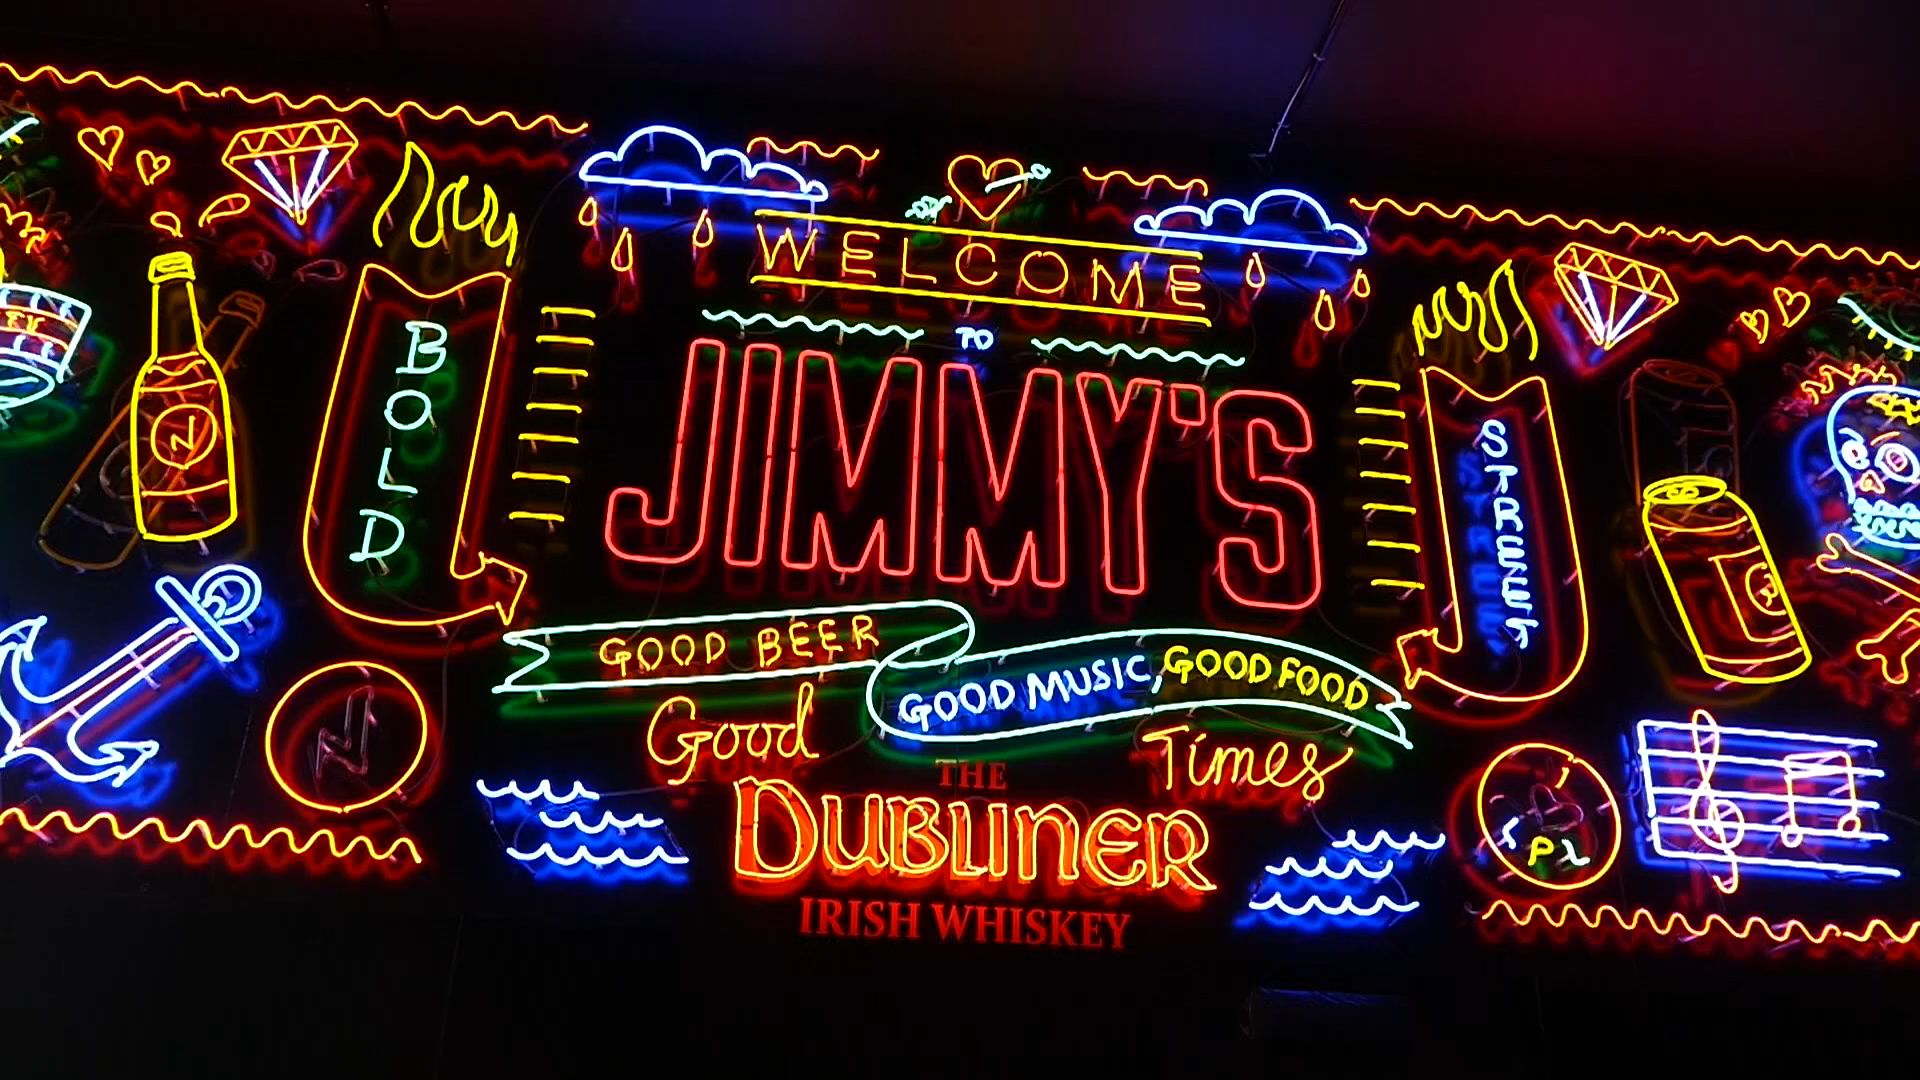 WELCOME
TO
JIMMY'S
BOLD
STREET
GOOD BEER
GOOD MUSIC, GOOD FOOD
Good Times
THE
DUBLINER
IRISH WHISKEY
N
N